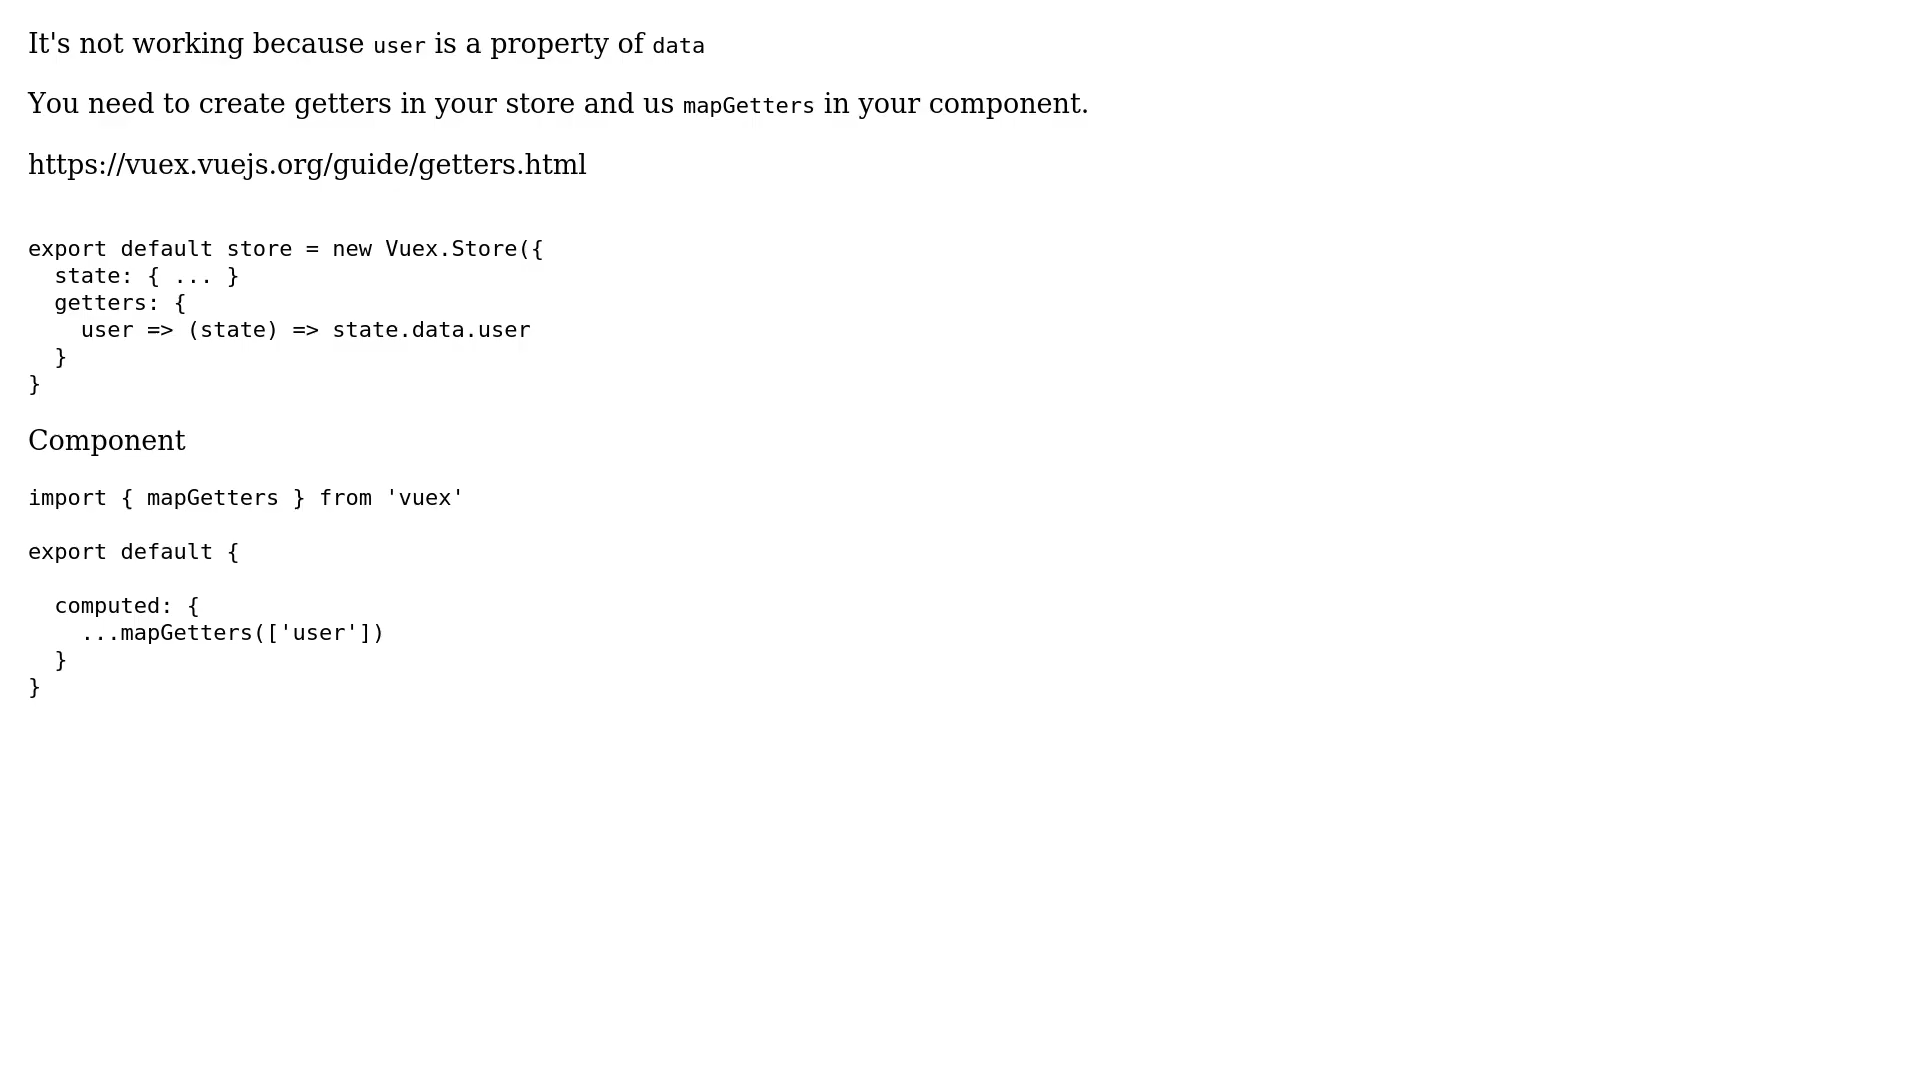 It's not working because user is a property of data
You need to create getters in your store and us mapGetters in your component.
https://vuex.vuejs.org/guide/getters.html
export default store = new Vuex.Store({
  state: { ... }
  getters: {
    user => (state) => state.data.user
  }
}
Component
import { mapGetters } from 'vuex'
export default {
  computed: {
    ...mapGetters(['user'])
  }
}